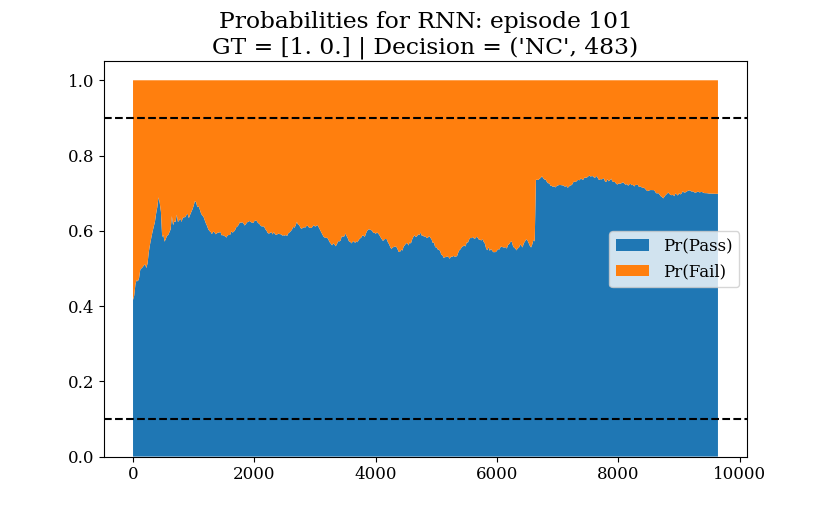 Probabilities for RNN: episode 101
GT = [1. 0.] | Decision = ('NC', 483)
1.0
0.8
0.6
0.4
0.2
0.0
Pr(Pass)
Pr(Fail)
0 2000 4000 6000 8000 10000